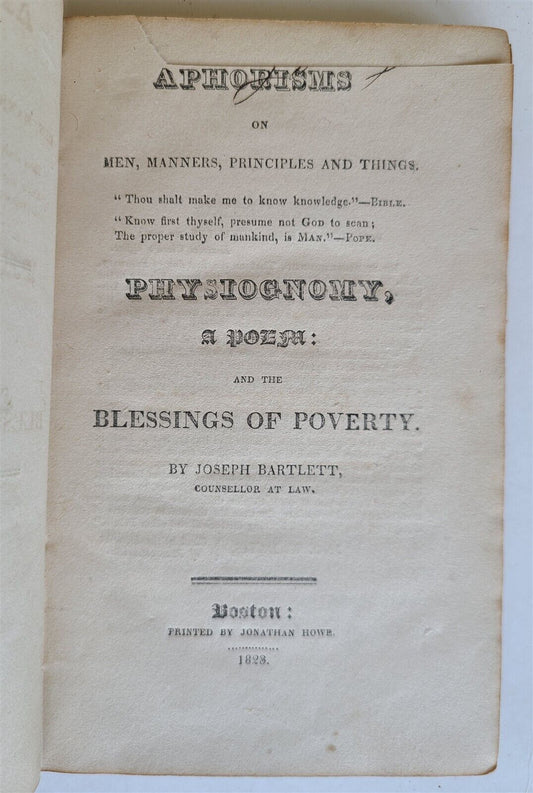 APHORISMS
ON
MEN, MANNERS, PRINCIPLES AND THINGS.
"Thou shalt make me to know knowledge."—BIBLE.
"Know first thyself, presume not GOD to scan;
The proper study of mankind, is MAN."—POPE.
PHYSIOGNOMY,
A POEM:
AND THE
BLESSINGS OF POVERTY.
BY JOSEPH BARTLETT,
COUNSELLOR AT LAW.
Boston:
PRINTED BY JONATHAN HOWE.
1823.